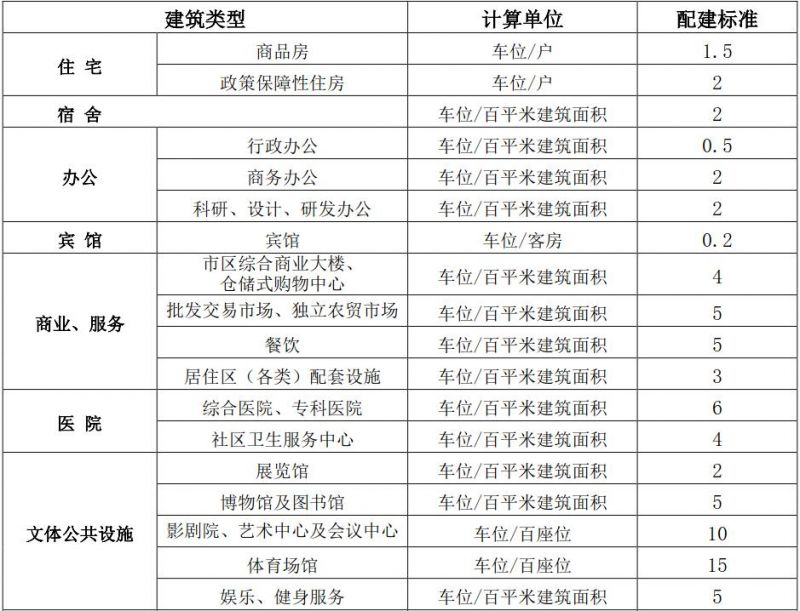 建筑类型 计算单位 配建标准
住 宅 商品房 车位/户 1.5
政策保障性住房 车位/户 2
宿 舍 车位/百平米建筑面积 2
办公 行政办公 车位/百平米建筑面积 0.5
商务办公 车位/百平米建筑面积 2
科研、设计、研发办公 车位/百平米建筑面积 2
宾 馆 宾馆 车位/客房 0.2
商业、服务 市区综合商业大楼、
仓储式购物中心 车位/百平米建筑面积 4
批发交易市场、独立农贸市场 车位/百平米建筑面积 5
餐饮 车位/百平米建筑面积 5
居住区（各类）配套设施 车位/百平米建筑面积 3
医 院 综合医院、专科医院 车位/百平米建筑面积 6
社区卫生服务中心 车位/百平米建筑面积 4
文体公共设施 展览馆 车位/百平米建筑面积 2
博物馆及图书馆 车位/百平米建筑面积 5
影剧院、艺术中心及会议中心 车位/百座位 10
体育场馆 车位/百座位 15
娱乐、健身服务 车位/百平米建筑面积 5